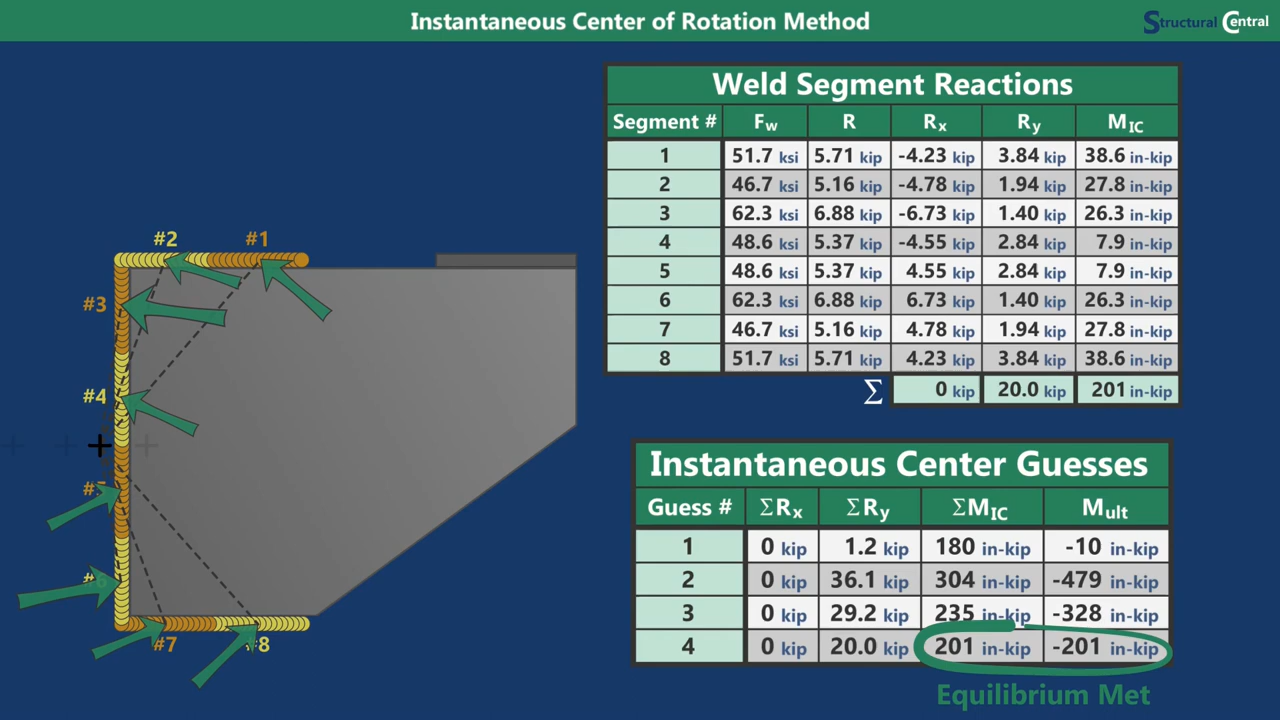 Instantaneous Center of Rotation Method
Structural Central
Weld Segment Reactions
Segment # Fw R Rx Ry MIC
1 51.7 ksi 5.71 kip -4.23 kip 3.84 kip 38.6 in-kip
2 46.7 ksi 5.16 kip -4.78 kip 1.94 kip 27.8 in-kip
3 62.3 ksi 6.88 kip -6.73 kip 1.40 kip 26.3 in-kip
4 48.6 ksi 5.37 kip -4.55 kip 2.84 kip 7.9 in-kip
5 48.6 ksi 5.37 kip 4.55 kip 2.84 kip 7.9 in-kip
6 62.3 ksi 6.88 kip 6.73 kip 1.40 kip 26.3 in-kip
7 46.7 ksi 5.16 kip 4.78 kip 1.94 kip 27.8 in-kip
8 51.7 ksi 5.71 kip 4.23 kip 3.84 kip 38.6 in-kip
Σ 0 kip 20.0 kip 201 in-kip
#2 #1
#3
#4
#5
#6
#7 #8
Instantaneous Center Guesses
Guess # ΣRx ΣRy ΣMIC Mult
1 0 kip 1.2 kip 180 in-kip -10 in-kip
2 0 kip 36.1 kip 304 in-kip -479 in-kip
3 0 kip 29.2 kip 235 in-kip -328 in-kip
4 0 kip 20.0 kip 201 in-kip -201 in-kip
Equilibrium Met